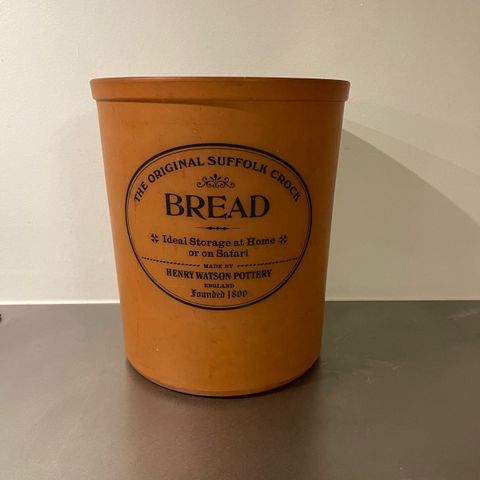 THE ORIGINAL SUFFOLK CROCK
BREAD
Ideal Storage at Home
or on Safari
MADE BY
HENRY WATSON POTTERY
ENGLAND
Founded 1800